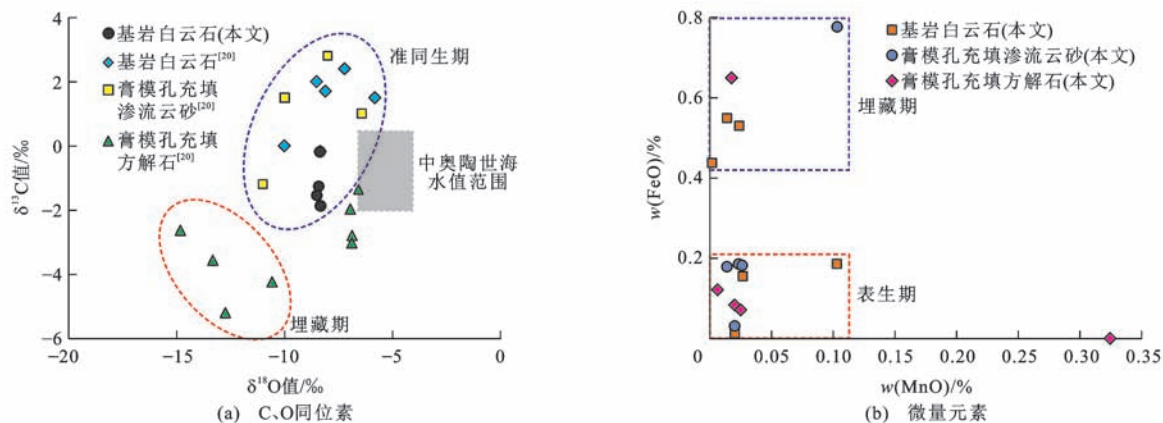 基岩白云石(本文)
基岩白云石[20]
膏模孔充填
渗流云砂[20]
膏模孔充填
方解石[20]
准同生期
中奥陶世海
水值范围
埋藏期
4
2
0
−2
−4
−6
δ¹³C值/‰
−20
−15
−10
−5
0
δ¹⁸O值/‰
(a) C、O同位素
基岩白云石(本文)
膏模孔充填渗流云砂(本文)
膏模孔充填方解石(本文)
埋藏期
表生期
0.8
0.6
0.4
0.2
w(FeO)/%
0
0.05
0.10
0.15
0.20
0.25
0.30
0.35
w(MnO)/%
(b) 微量元素